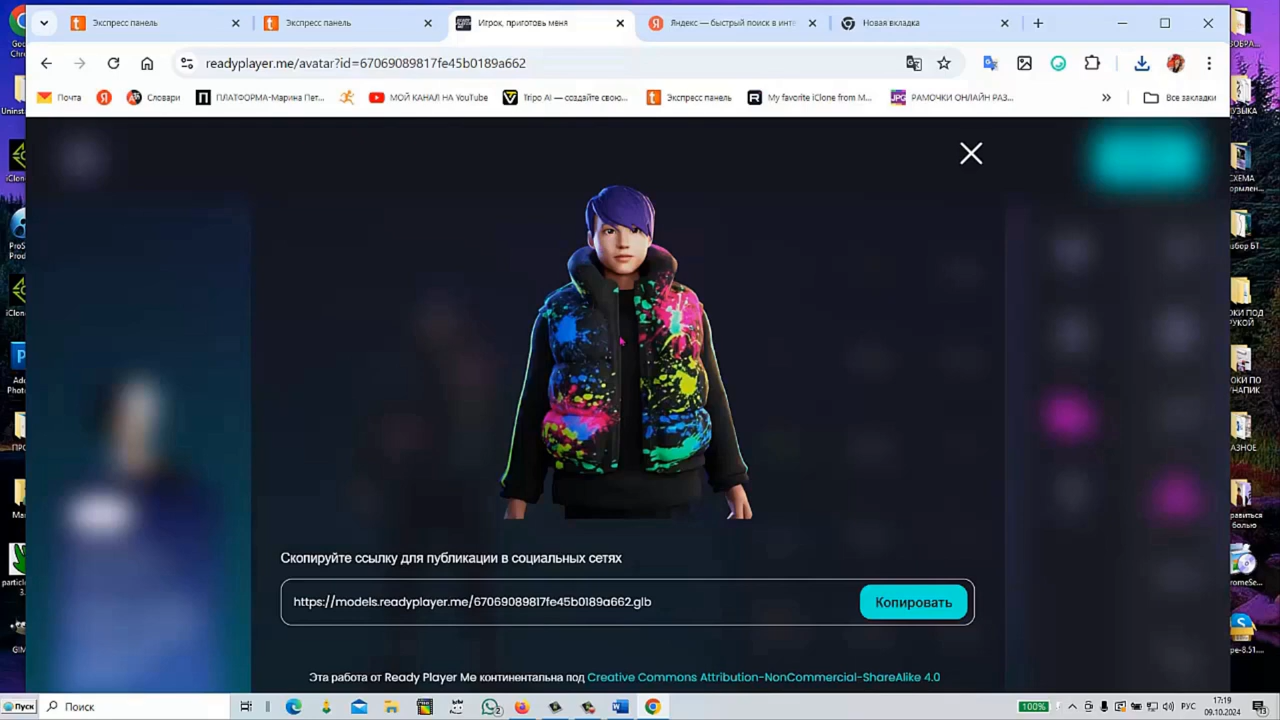 Экспресс панель
Экспресс панель
Игрок, приготовь меня
Яндекс — быстрый поиск в инте
Новая вкладка
readyplayer.me/avatar?id=67069089817fe45b0189a662
Почта
Словари
ПЛАТФОРМА-Марина Пет...
МОЙ КАНАЛ НА YouTube
Tripo AI — создайте свою...
Экспресс панель
My favorite iClone from M...
РАМОЧКИ ОНЛАЙН РАЗ...
Все закладки
Скопируйте ссылку для публикации в социальных сетях
https://models.readyplayer.me/67069089817fe45b0189a662.glb
Копировать
Эта работа от Ready Player Me континентальна под Creative Commons Attribution-NonCommercial-ShareAlike 4.0
Пуск
Поиск
100%
РУС
17:19
09.10.2024